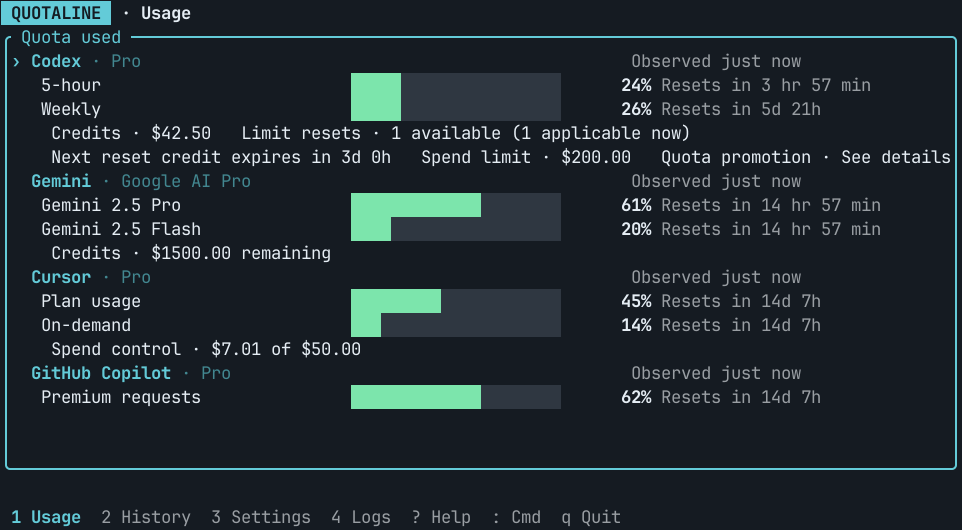 QUOTALINE · Usage
Quota used
› Codex · Pro Observed just now
5-hour 24% Resets in 3 hr 57 min
Weekly 26% Resets in 5d 21h
Credits · $42.50 Limit resets · 1 available (1 applicable now)
Next reset credit expires in 3d 0h Spend limit · $200.00 Quota promotion · See details
Gemini · Google AI Pro Observed just now
Gemini 2.5 Pro 61% Resets in 14 hr 57 min
Gemini 2.5 Flash 20% Resets in 14 hr 57 min
Credits · $1500.00 remaining
Cursor · Pro Observed just now
Plan usage 45% Resets in 14d 7h
On-demand 14% Resets in 14d 7h
Spend control · $7.01 of $50.00
GitHub Copilot · Pro Observed just now
Premium requests 62% Resets in 14d 7h
1 Usage 2 History 3 Settings 4 Logs ? Help : Cmd q Quit